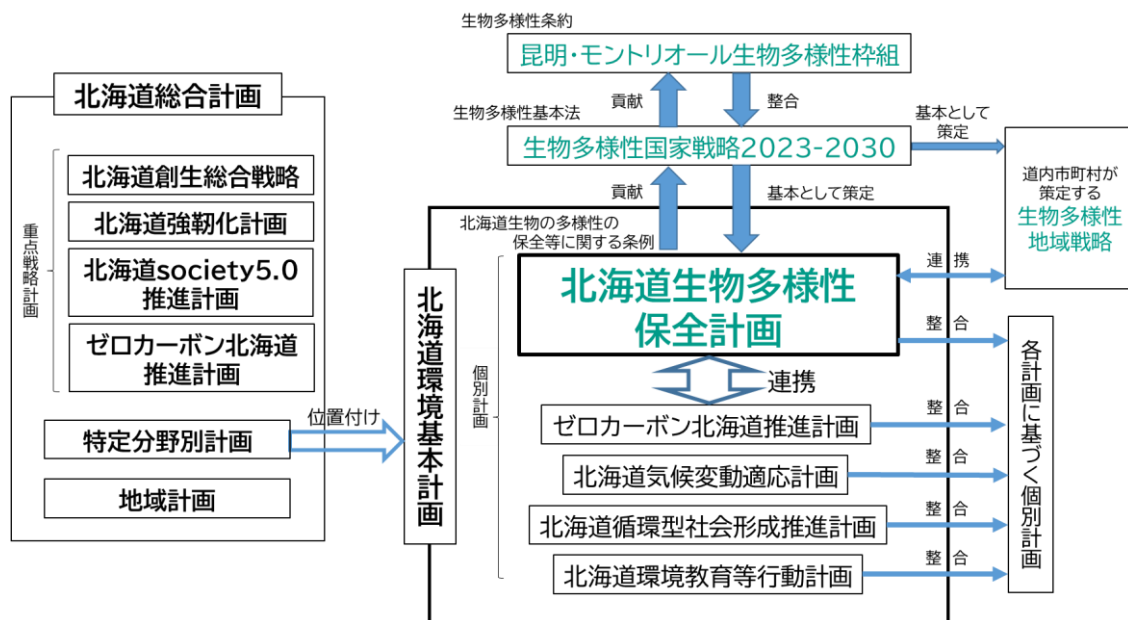 生物多様性条約
昆明・モントリオール生物多様性枠組
貢献
整合
生物多様性基本法
生物多様性国家戦略2023-2030
基本として
策定
道内市町村が
策定する
生物多様性
地域戦略
貢献
基本として策定
北海道総合計画
重点戦略計画
北海道創生総合戦略
北海道強靭化計画
北海道society5.0
推進計画
ゼロカーボン北海道
推進計画
特定分野別計画
地域計画
位置付け
北海道環境基本計画
北海道生物の多様性の
保全等に関する条例
個別計画
北海道生物多様性
保全計画
連携
連携
ゼロカーボン北海道推進計画
北海道気候変動適応計画
北海道循環型社会形成推進計画
北海道環境教育等行動計画
整合
整合
整合
整合
整合
各計画に基づく個別計画